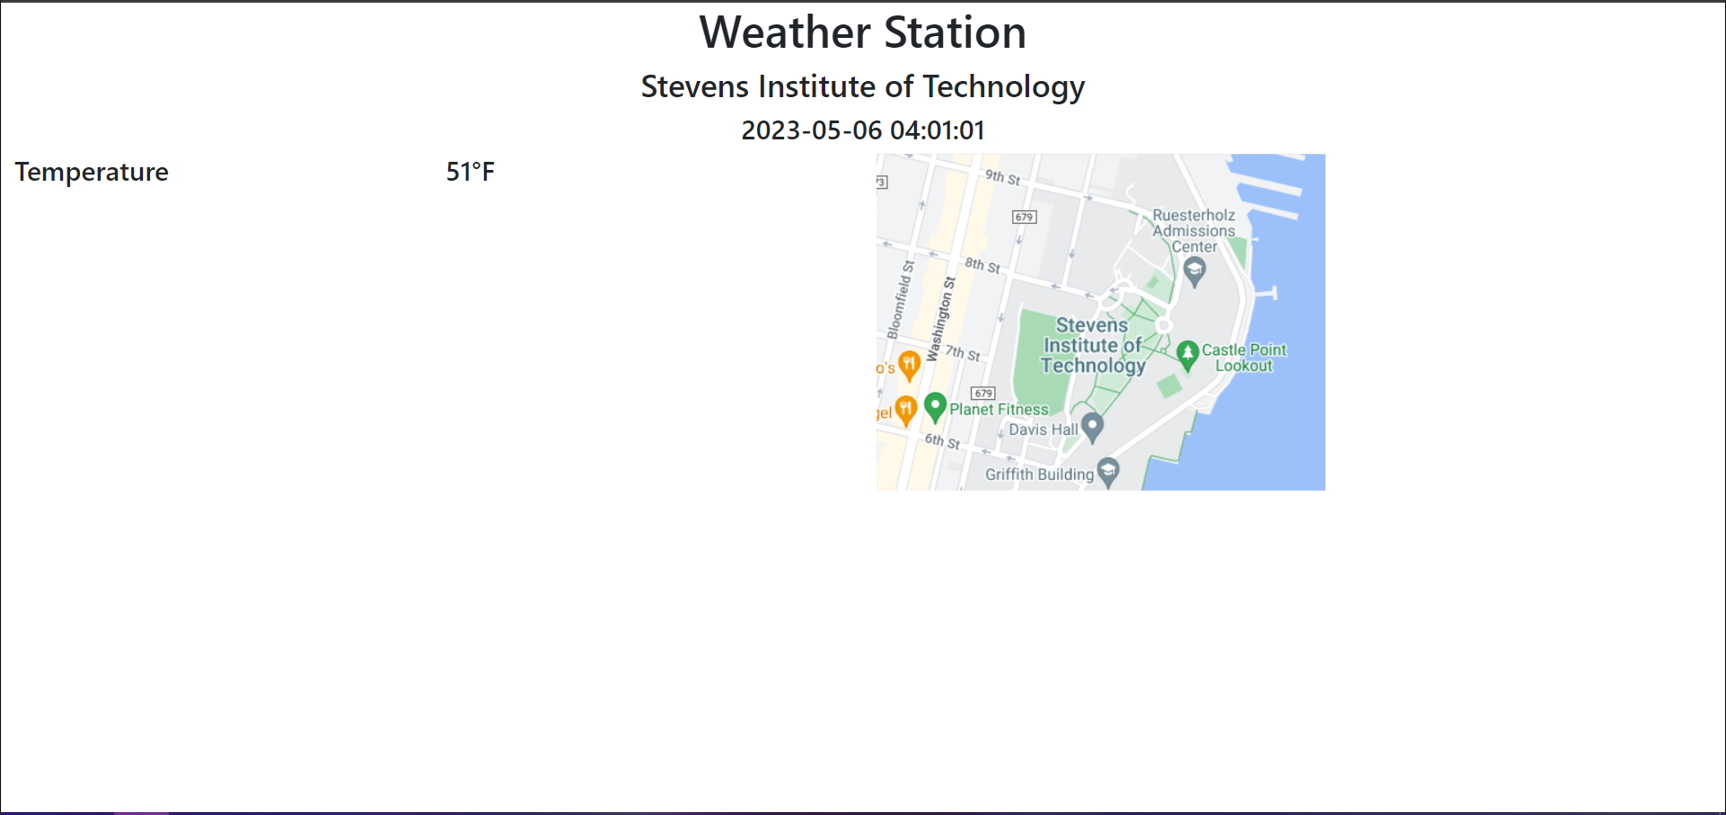 Weather Station
Stevens Institute of Technology
2023-05-06 04:01:01
Temperature 51°F
9th St
679
Ruesterholz
Admissions
Center
8th St
Bloomfield St
Washington St
Stevens
Institute of
Technology
7th St
Castle Point
Lookout
o's
679
gel
Planet Fitness
Davis Hall
6th St
Griffith Building